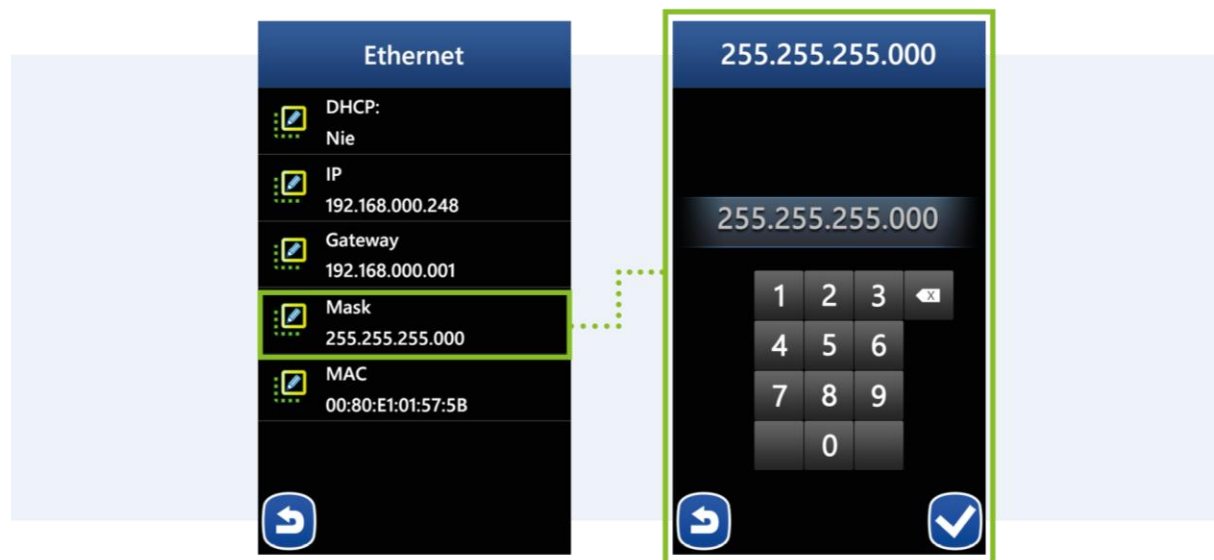 Ethernet
DHCP:
Nie
IP
192.168.000.248
Gateway
192.168.000.001
Mask
255.255.255.000
MAC
00:80:E1:01:57:5B
255.255.255.000
255.255.255.000
1 2 3
4 5 6
7 8 9
0